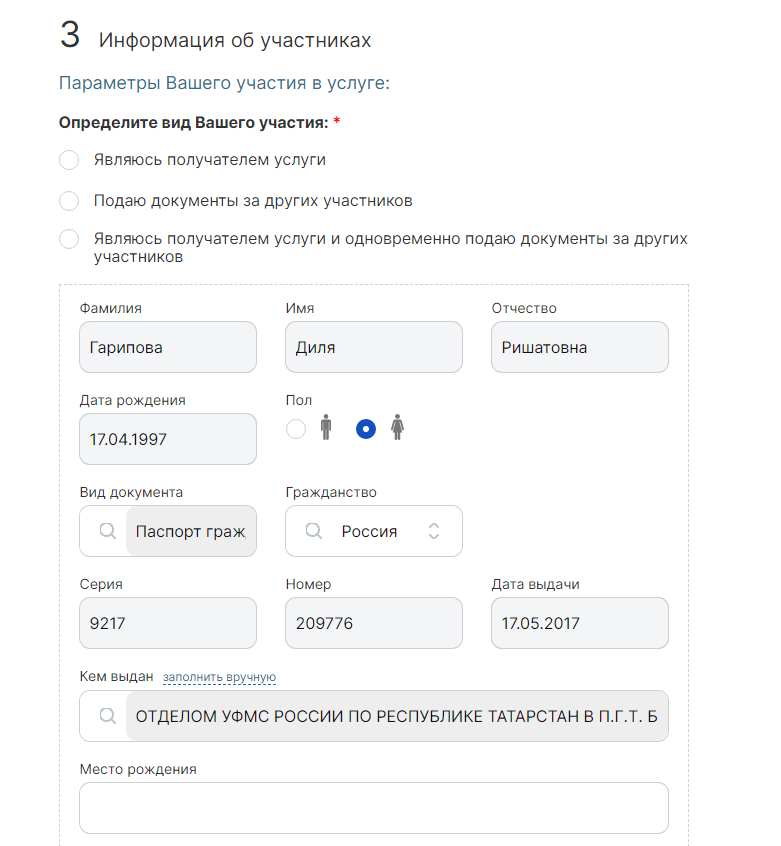 3 Информация об участниках
Параметры Вашего участия в услуге:
Определите вид Вашего участия: *
Являюсь получателем услуги
Подаю документы за других участников
Являюсь получателем услуги и одновременно подаю документы за других
участников
Фамилия Имя Отчество
Гарипова Диля Ришатовна
Дата рождения Пол
17.04.1997
Вид документа Гражданство
Паспорт граж Россия
Серия Номер Дата выдачи
9217 209776 17.05.2017
Кем выдан заполнить вручную
ОТДЕЛОМ УФМС РОССИИ ПО РЕСПУБЛИКЕ ТАТАРСТАН В П.Г.Т. Б
Место рождения